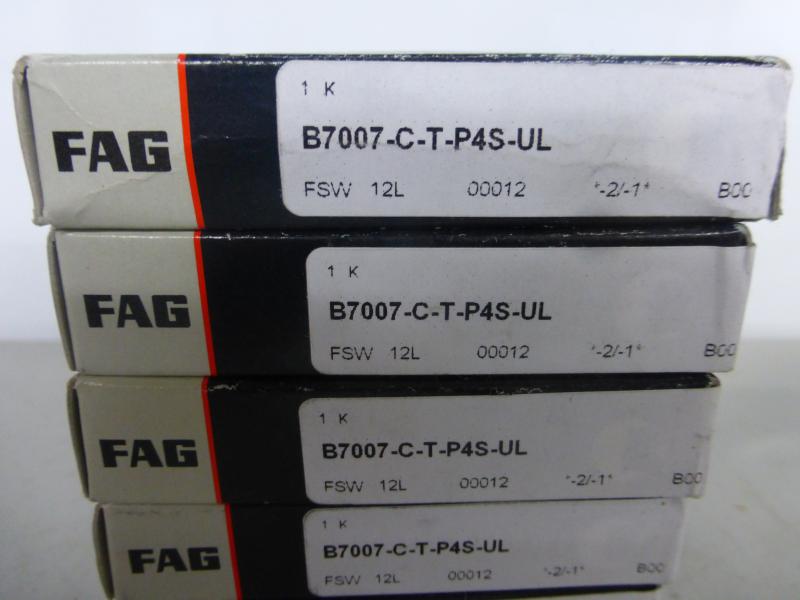 FAG
1 K
B7007-C-T-P4S-UL
FSW 12L 00012 *-2/-1* B00
FAG
1 K
B7007-C-T-P4S-UL
FSW 12L 00012 *-2/-1* B00
FAG
1 K
B7007-C-T-P4S-UL
FSW 12L 00012 *-2/-1* B00
FAG
1 K
B7007-C-T-P4S-UL
FSW 12L 00012 *-2/-1* B00